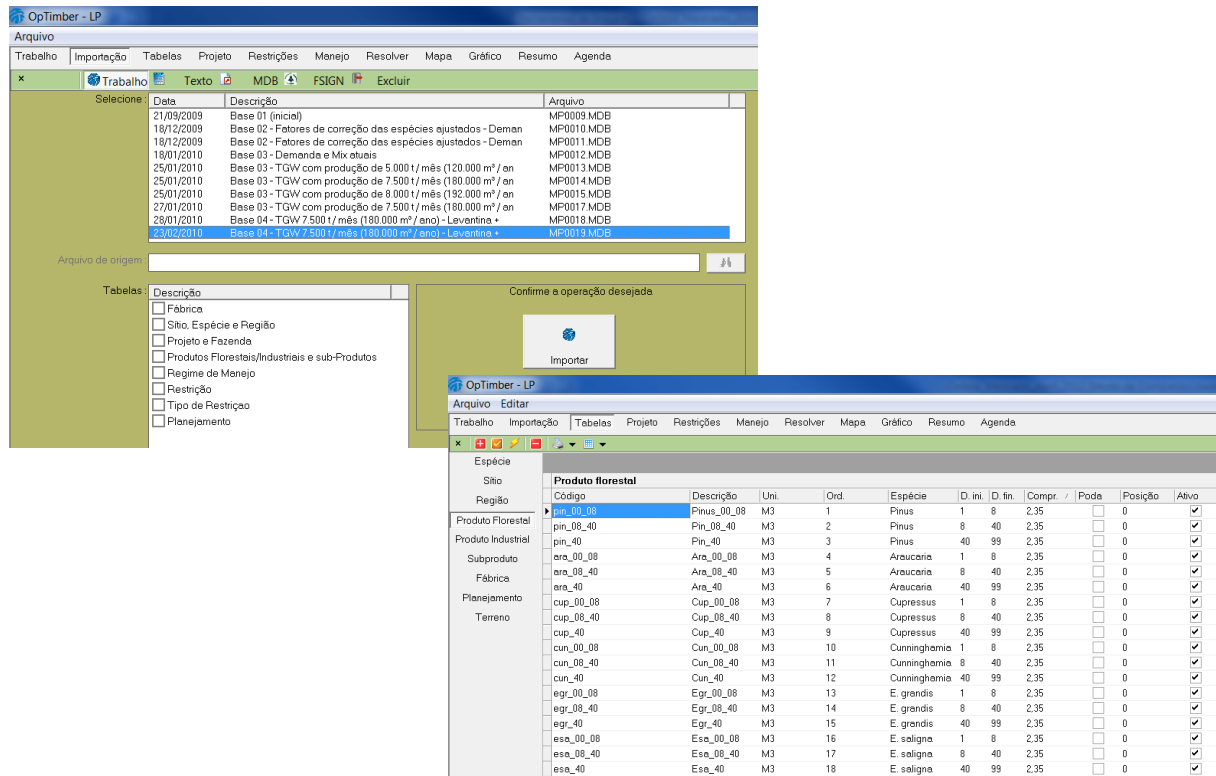 OpTimber - LP
Arquivo
Trabalho Importação Tabelas Projeto Restrições Manejo Resolver Mapa Gráfico Resumo Agenda
× Trabalho Texto MDB FSIGN Excluir
Selecione : Data Descrição Arquivo
21/09/2009 Base 01 (inicial) MP0009.MDB
18/12/2009 Base 02 - Fatores de correção das espécies ajustados - Deman MP0010.MDB
18/12/2009 Base 02 - Fatores de correção das espécies ajustados - Deman MP0011.MDB
18/01/2010 Base 03 - Demanda e Mix atuais MP0012.MDB
25/01/2010 Base 03 - TGW com produção de 5.000 t / mês (120.000 m³ / an MP0013.MDB
25/01/2010 Base 03 - TGW com produção de 7.500 t / mês (180.000 m³ / an MP0014.MDB
25/01/2010 Base 03 - TGW com produção de 8.000 t / mês (192.000 m³ / an MP0015.MDB
27/01/2010 Base 03 - TGW com produção de 7.500 t / mês (180.000 m³ / an MP0017.MDB
28/01/2010 Base 04 - TGW 7.500 t / mês (180.000 m³ / ano) - Levantina + MP0018.MDB
23/02/2010 Base 04 - TGW 7.500 t / mês (180.000 m³ / ano) - Levantina + MP0019.MDB
Arquivo de origem :
Tabelas : Descrição
Fábrica
Sítio, Espécie e Região
Projeto e Fazenda
Produtos Florestais/Industriais e sub-Produtos
Regime de Manejo
Restrição
Tipo de Restriçao
Planejamento
Confirme a operação desejada
Importar
OpTimber - LP
Arquivo Editar
Trabalho Importação Tabelas Projeto Restrições Manejo Resolver Mapa Gráfico Resumo Agenda
×
Espécie
Sítio
Região
Produto Florestal
Produto Industrial
Subproduto
Fábrica
Planejamento
Terreno
Produto florestal
Código Descrição Uni. Ord. Espécie D. ini. D. fin. Compr. Poda Posição Ativo
pin_00_08 Pinus_00_08 M3 1 Pinus 1 8 2,35 0
pin_08_40 Pin_08_40 M3 2 Pinus 8 40 2,35 0
pin_40 Pin_40 M3 3 Pinus 40 99 2,35 0
ara_00_08 Ara_00_08 M3 4 Araucaria 1 8 2,35 0
ara_08_40 Ara_08_40 M3 5 Araucaria 8 40 2,35 0
ara_40 Ara_40 M3 6 Araucaria 40 99 2,35 0
cup_00_08 Cup_00_08 M3 7 Cupressus 1 8 2,35 0
cup_08_40 Cup_08_40 M3 8 Cupressus 8 40 2,35 0
cup_40 Cup_40 M3 9 Cupressus 40 99 2,35 0
cun_00_08 Cun_00_08 M3 10 Cunninghamia 1 8 2,35 0
cun_08_40 Cun_08_40 M3 11 Cunninghamia 8 40 2,35 0
cun_40 Cun_40 M3 12 Cunninghamia 40 99 2,35 0
egr_00_08 Egr_00_08 M3 13 E. grandis 1 8 2,35 0
egr_08_40 Egr_08_40 M3 14 E. grandis 8 40 2,35 0
egr_40 Egr_40 M3 15 E. grandis 40 99 2,35 0
esa_00_08 Esa_00_08 M3 16 E. saligna 1 8 2,35 0
esa_08_40 Esa_08_40 M3 17 E. saligna 8 40 2,35 0
esa_40 Esa_40 M3 18 E. saligna 40 99 2,35 0